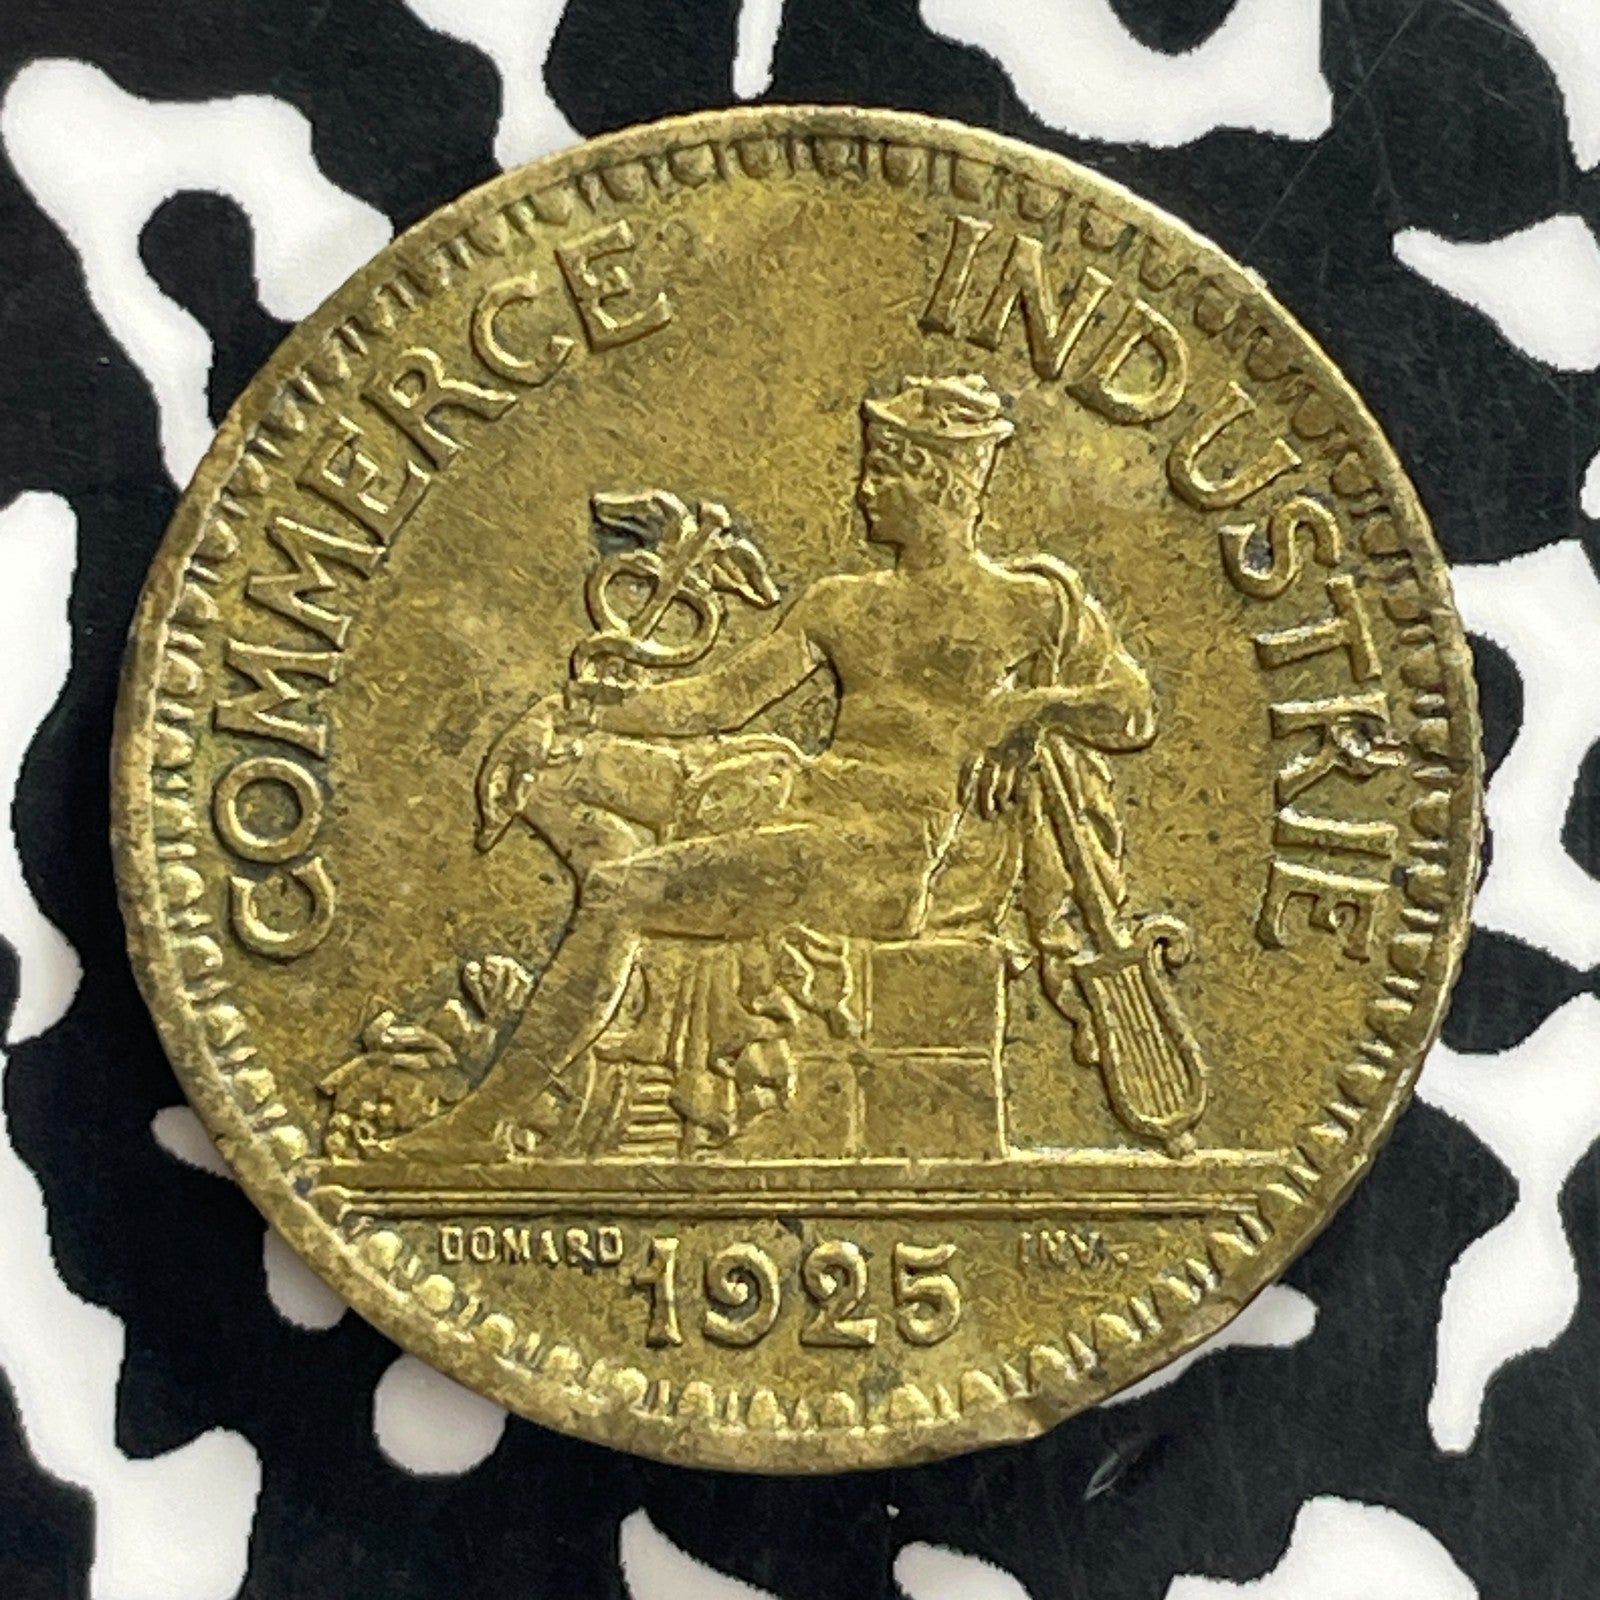 COMMERCE INDUSTRIE
DOMARD 1925 INV.